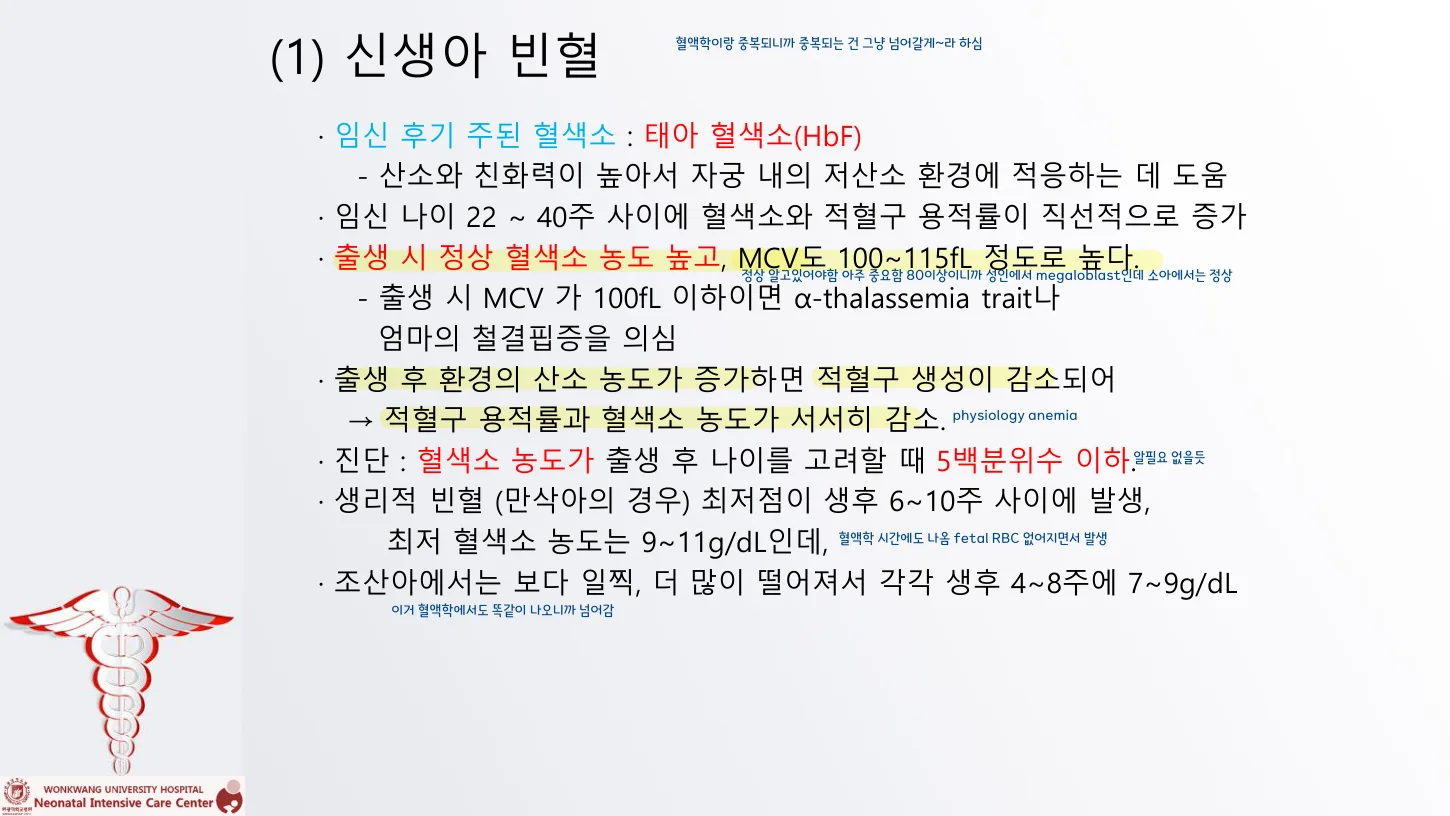 (1) 신생아 빈혈
혈액학이랑 중복되니까 중복되는 건 그냥 넘어갈게~라 하심
· 임신 후기 주된 혈색소 : 태아 혈색소(HbF)
- 산소와 친화력이 높아서 자궁 내의 저산소 환경에 적응하는 데 도움
· 임신 나이 22 ~ 40주 사이에 혈색소와 적혈구 용적률이 직선적으로 증가
· 출생 시 정상 혈색소 농도 높고, MCV도 100~115fL 정도로 높다.
정상 알고있어야함 아주 중요함 80이상이니까 성인에서 megaloblast인데 소아에서는 정상
- 출생 시 MCV 가 100fL 이하이면 α-thalassemia trait나
엄마의 철결핍증을 의심
· 출생 후 환경의 산소 농도가 증가하면 적혈구 생성이 감소되어
→ 적혈구 용적률과 혈색소 농도가 서서히 감소. physiology anemia
· 진단 : 혈색소 농도가 출생 후 나이를 고려할 때 5백분위수 이하. 알필요 없을듯
· 생리적 빈혈 (만삭아의 경우) 최저점이 생후 6~10주 사이에 발생,
최저 혈색소 농도는 9~11g/dL인데, 혈액학 시간에도 나옴 fetal RBC 없어지면서 발생
· 조산아에서는 보다 일찍, 더 많이 떨어져서 각각 생후 4~8주에 7~9g/dL
이거 혈액학에서도 똑같이 나오니까 넘어감
WONKWANG UNIVERSITY HOSPITAL
Neonatal Intensive Care Center